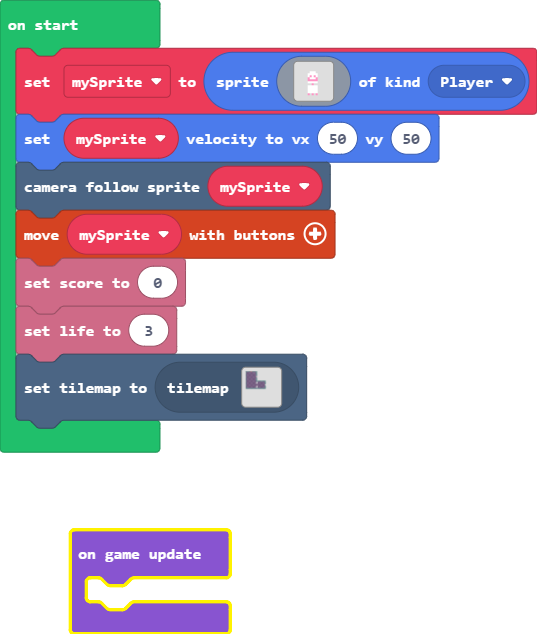 on start
set mySprite to sprite of kind Player
set mySprite velocity to vx 50 vy 50
camera follow sprite mySprite
move mySprite with buttons
set score to 0
set life to 3
set tilemap to tilemap
on game update